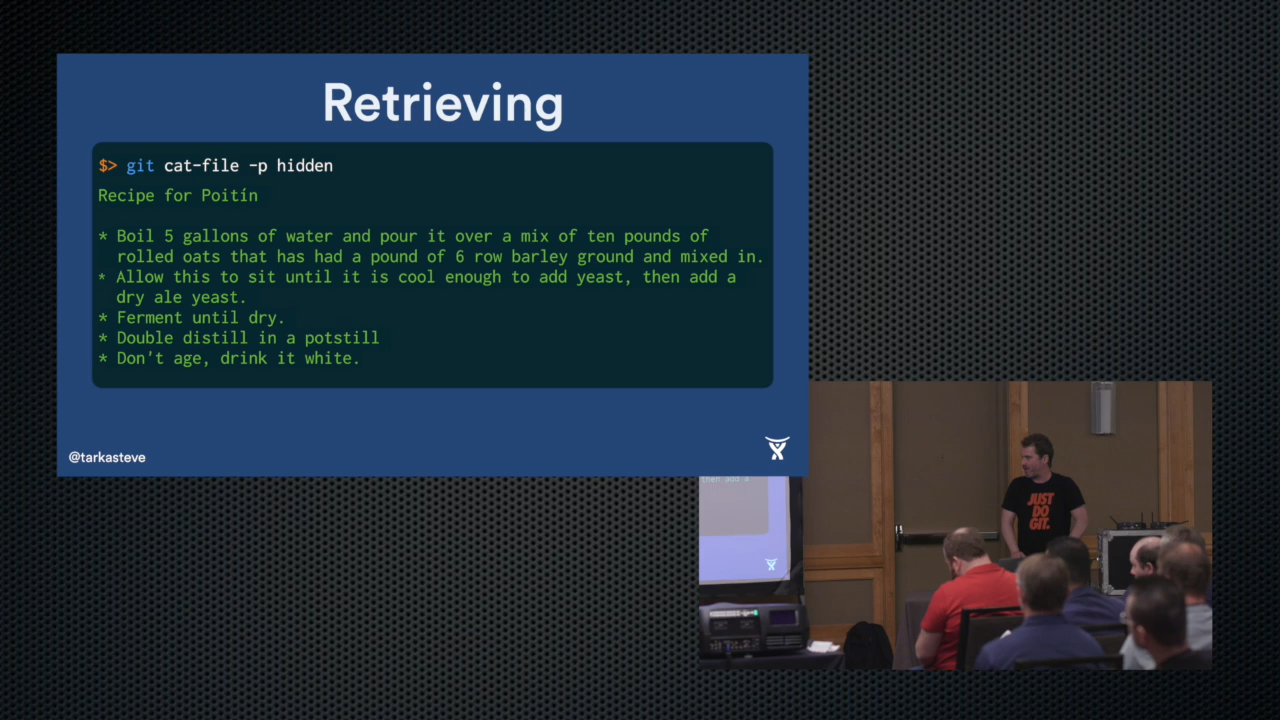 Retrieving
$> git cat-file -p hidden
Recipe for Poitín
* Boil 5 gallons of water and pour it over a mix of ten pounds of
rolled oats that has had a pound of 6 row barley ground and mixed in.
* Allow this to sit until it is cool enough to add yeast, then add a
dry ale yeast.
* Ferment until dry.
* Double distill in a potstill
* Don't age, drink it white.
@tarkasteve
then add a
JUST
DO
GIT.